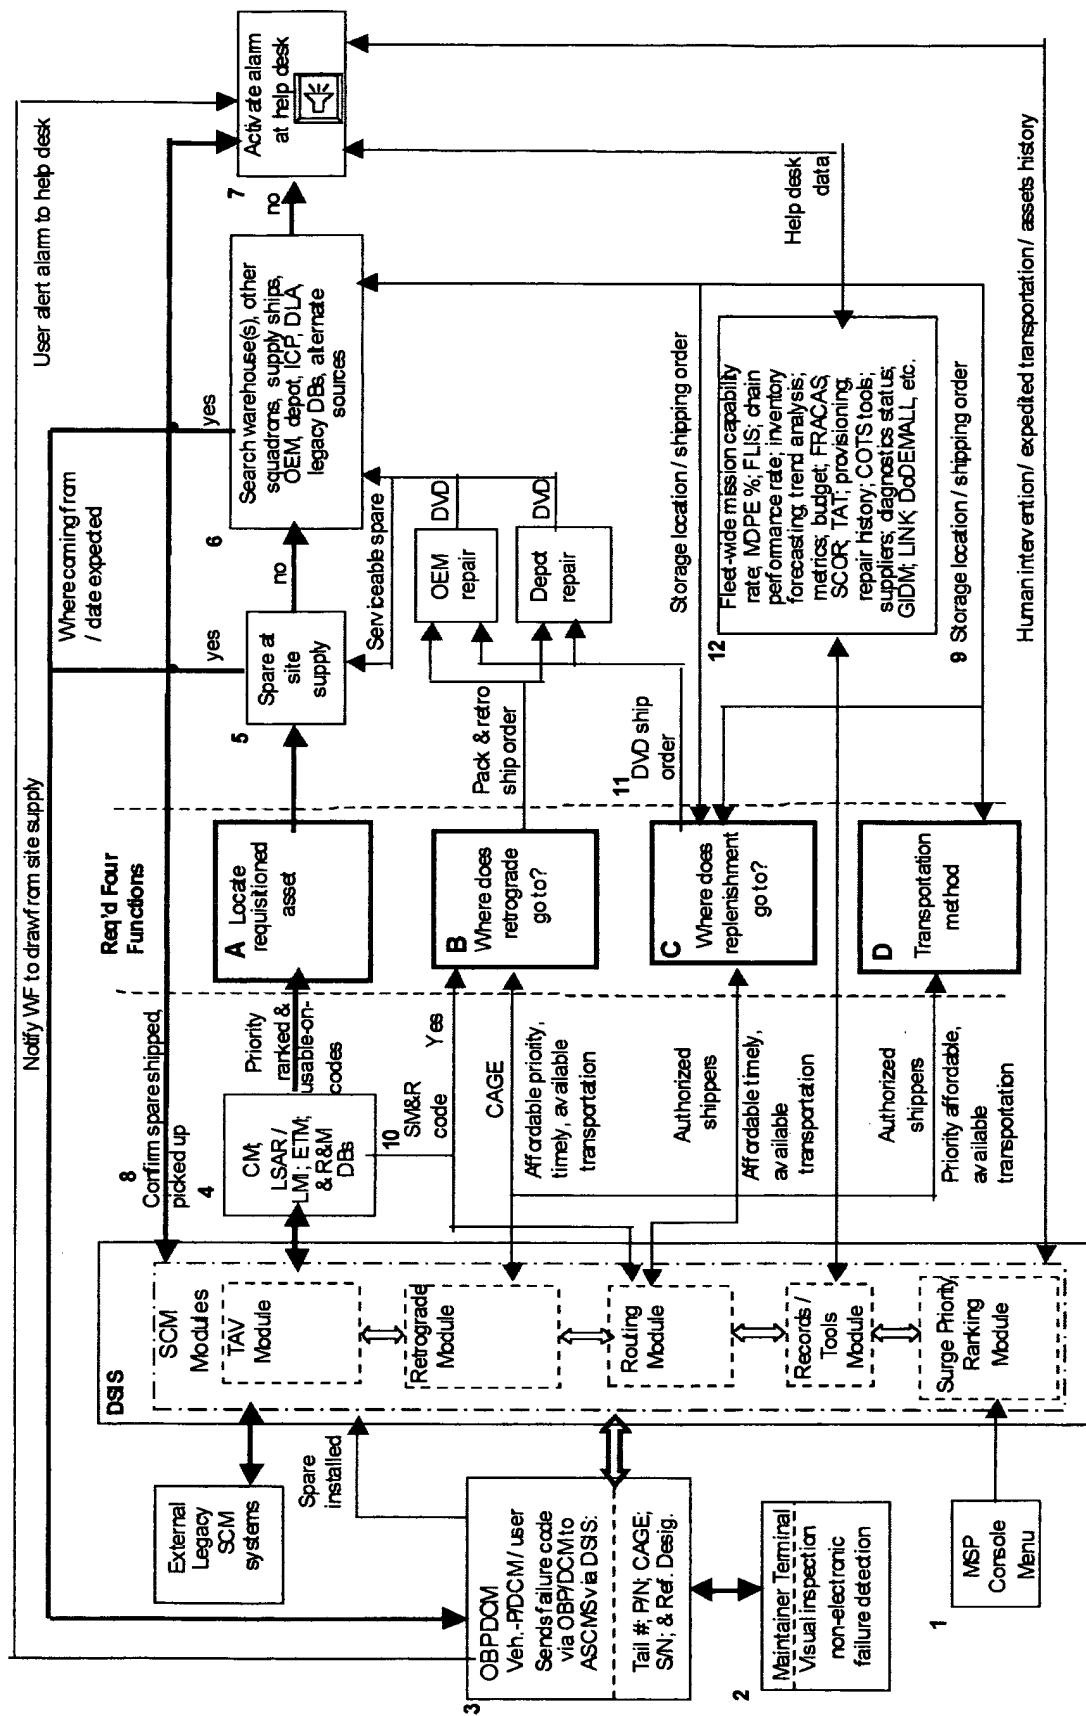 Notify WF to draw from site supply
User alert alarm to help desk
Where coming from
/ date expected
8
Confirm spare shipped,
picked up
Req'd Four
Functions
DSIS
SCM
Modules
TAV
Module
Retrograde
Module
Routing
Module
Records /
Tools
Module
Surge Priority
Ranking
Module
External
Legacy
SCM
systems
Spare
installed
3
OBPDCM
Veh.-P/DCM / user
Sends failure code
via OBP/DCM to
ASCMS via DSIS:
Tail #; P/N; CAGE;
S/N; & Ref. Desig.
2
Maintainer Terminal
Visual inspection
non-electronic
failure detection
1
MSP
Console
Menu
4
CM,
LSAR /
LMI; ETM;
& R&M
DBs
Priority
ranked &
usable-on-
codes
10
SM&R
code
Yes
CAGE
Affordable priority,
timely, available
transportation
Authorized
shippers
Affordable timely,
available
transportation
Authorized
shippers
Priority affordable,
available
transportation
A Locate
requisitioned
asset
B
Where does
retrograde
go to?
C
Where does
replenishment
go to?
D
Transportation
method
5
Spare at
site
supply
yes
no
Pack & retro
ship order
11
DVD ship
order
OEM
repair
Depot
repair
DVD
DVD
Serviceable spare
6
Search warehouse(s), other
squadrons, supply ships,
OEM, depot, ICP, DLA,
legacy DBs, alternate
sources
yes
no
7
Activate alarm
at help desk
Storage location / shipping order
12
Fleet-wide mission capability
rate; MDPE %; FLIS; chain
performance rate; inventory
forecasting; trend analysis;
metrics; budget; FRACAS,
SCOR; TAT; provisioning;
repair history; COTS tools;
suppliers; diagnostics status;
GIDM; LINK, DoDEMALL, etc.
Help desk
data
9 Storage location / shipping order
Human intervention / expedited transportation / assets history